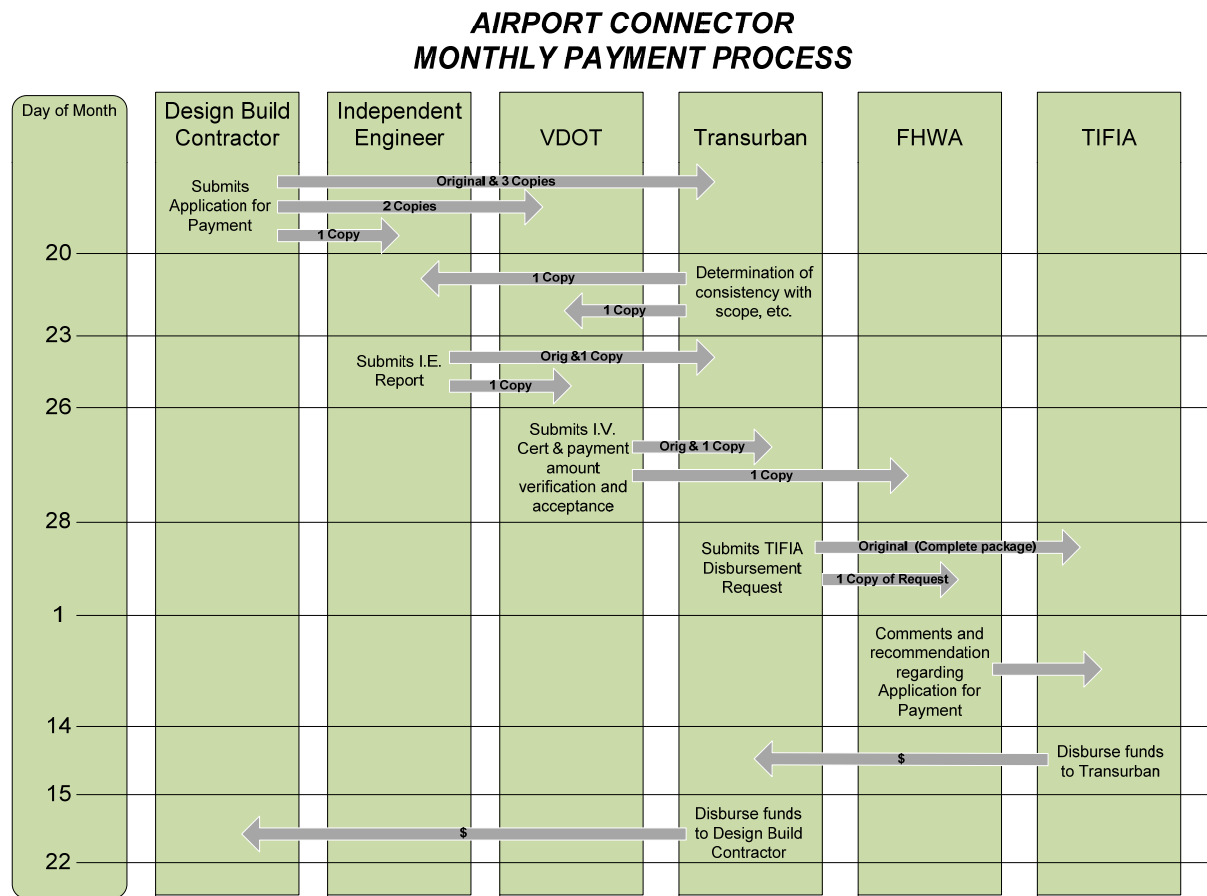 AIRPORT CONNECTOR
MONTHLY PAYMENT PROCESS
Day of Month
Design Build
Contractor
Independent
Engineer
VDOT
Transurban
FHWA
TIFIA
Submits
Application for
Payment
Original & 3 Copies
2 Copies
1 Copy
20
1 Copy
1 Copy
Determination of
consistency with
scope, etc.
23
Submits I.E.
Report
Orig &1 Copy
1 Copy
26
Submits I.V.
Cert & payment
amount
verification and
acceptance
Orig & 1 Copy
1 Copy
28
Submits TIFIA
Disbursement
Request
Original (Complete package)
1 Copy of Request
1
Comments and
recommendation
regarding
Application for
Payment
14
$
Disburse funds
to Transurban
15
$
Disburse funds
to Design Build
Contractor
22